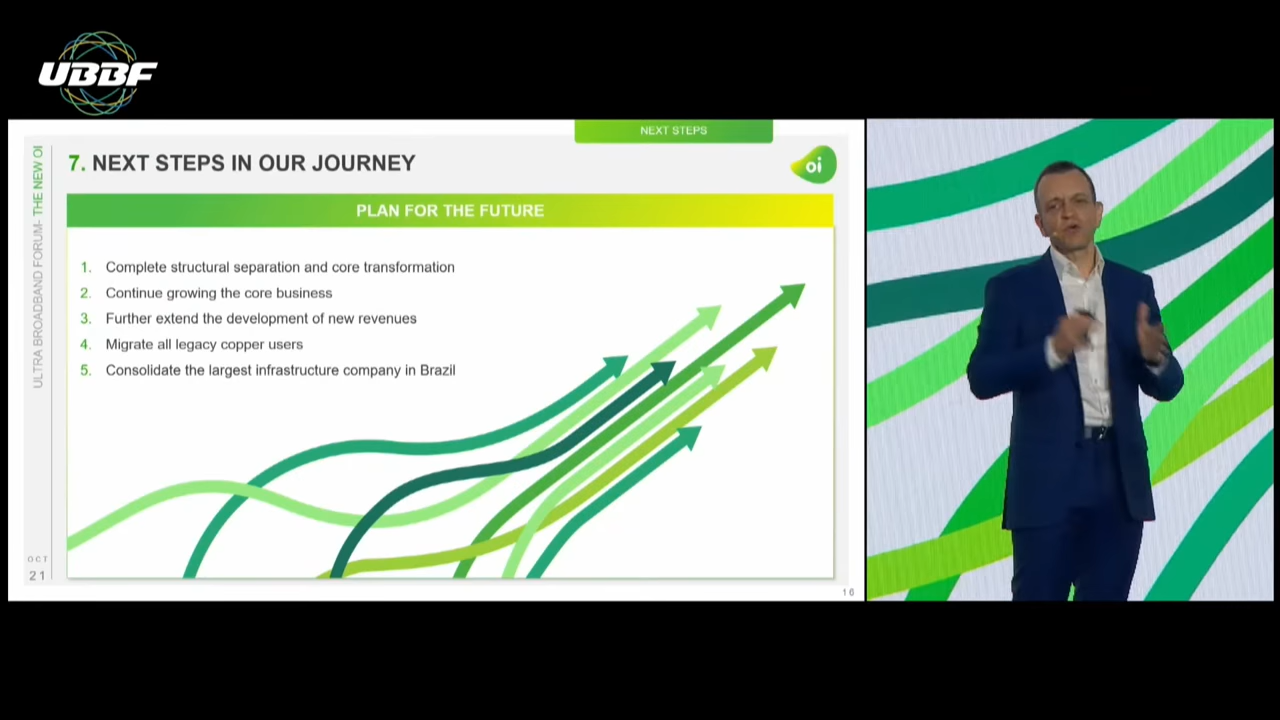 UBBF
NEXT STEPS
7. NEXT STEPS IN OUR JOURNEY
oi
PLAN FOR THE FUTURE
1. Complete structural separation and core transformation
2. Continue growing the core business
3. Further extend the development of new revenues
4. Migrate all legacy copper users
5. Consolidate the largest infrastructure company in Brazil
ULTRA BROADBAND FORUM- THE NEW OI
OCT
21
16